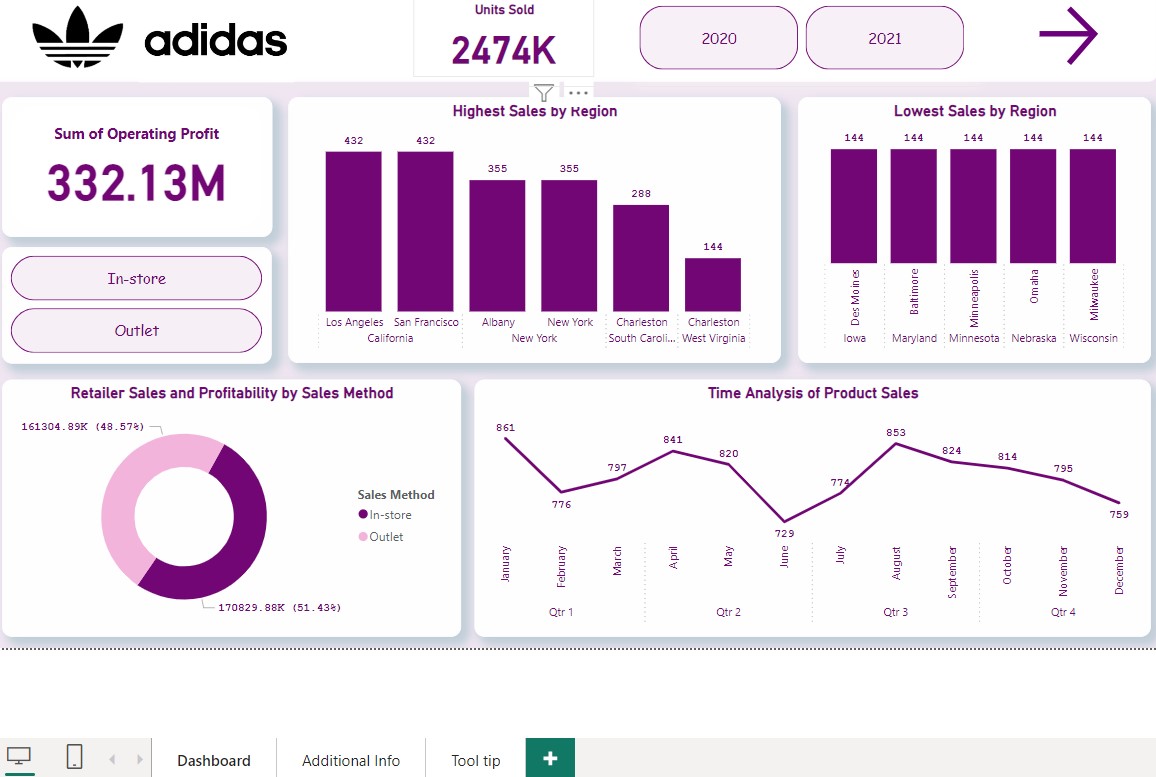 adidas
Units Sold
2474K
2020
2021
Sum of Operating Profit
332.13M
In-store
Outlet
Highest Sales by Region
432
432
355
355
288
144
Los Angeles
San Francisco
Albany
New York
Charleston
Charleston
California
New York
South Caroli...
West Virginia
Lowest Sales by Region
144
144
144
144
144
Des Moines
Baltimore
Minneapolis
Omaha
Milwaukee
Iowa
Maryland
Minnesota
Nebraska
Wisconsin
Retailer Sales and Profitability by Sales Method
161304.89K (48.57%)
170829.88K (51.43%)
Sales Method
In-store
Outlet
Time Analysis of Product Sales
861
776
797
841
820
729
774
853
824
814
795
759
January
February
March
April
May
June
July
August
September
October
November
December
Qtr 1
Qtr 2
Qtr 3
Qtr 4
Dashboard
Additional Info
Tool tip